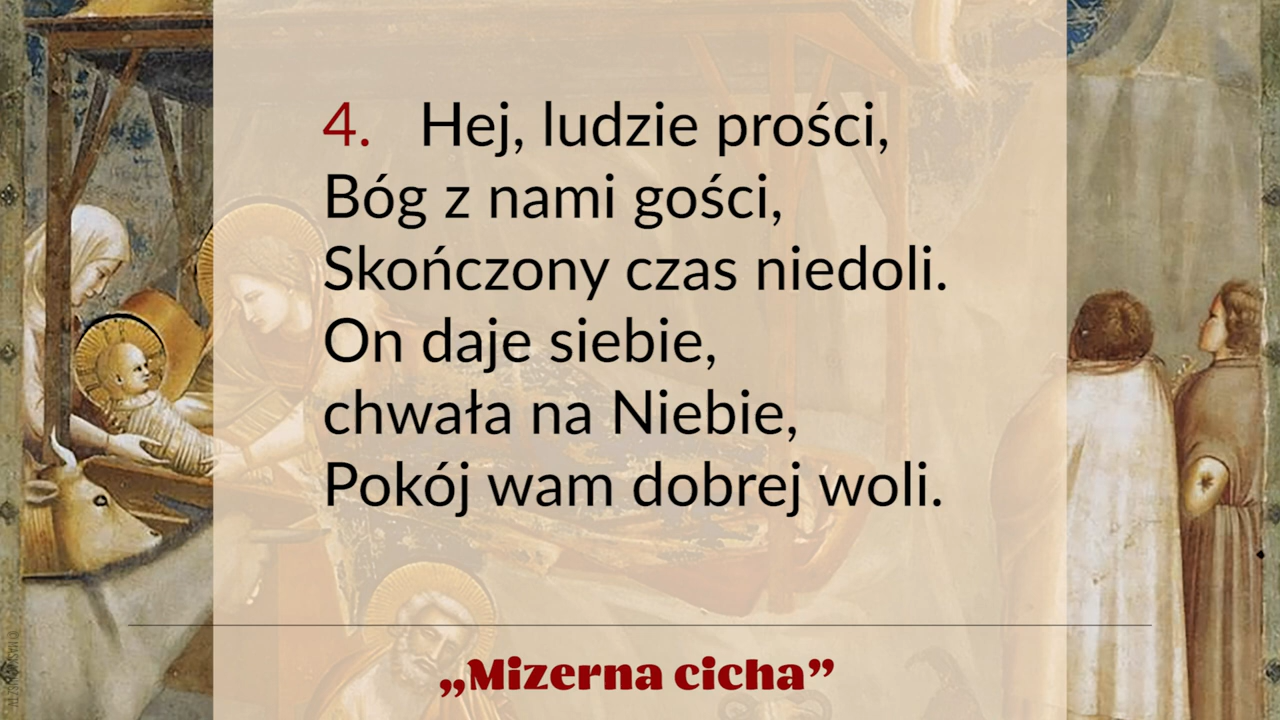 4. Hej, ludzie prości,
Bóg z nami gości,
Skończony czas niedoli.
On daje siebie,
chwała na Niebie,
Pokój wam dobrej woli.
„Mizerna cicha”